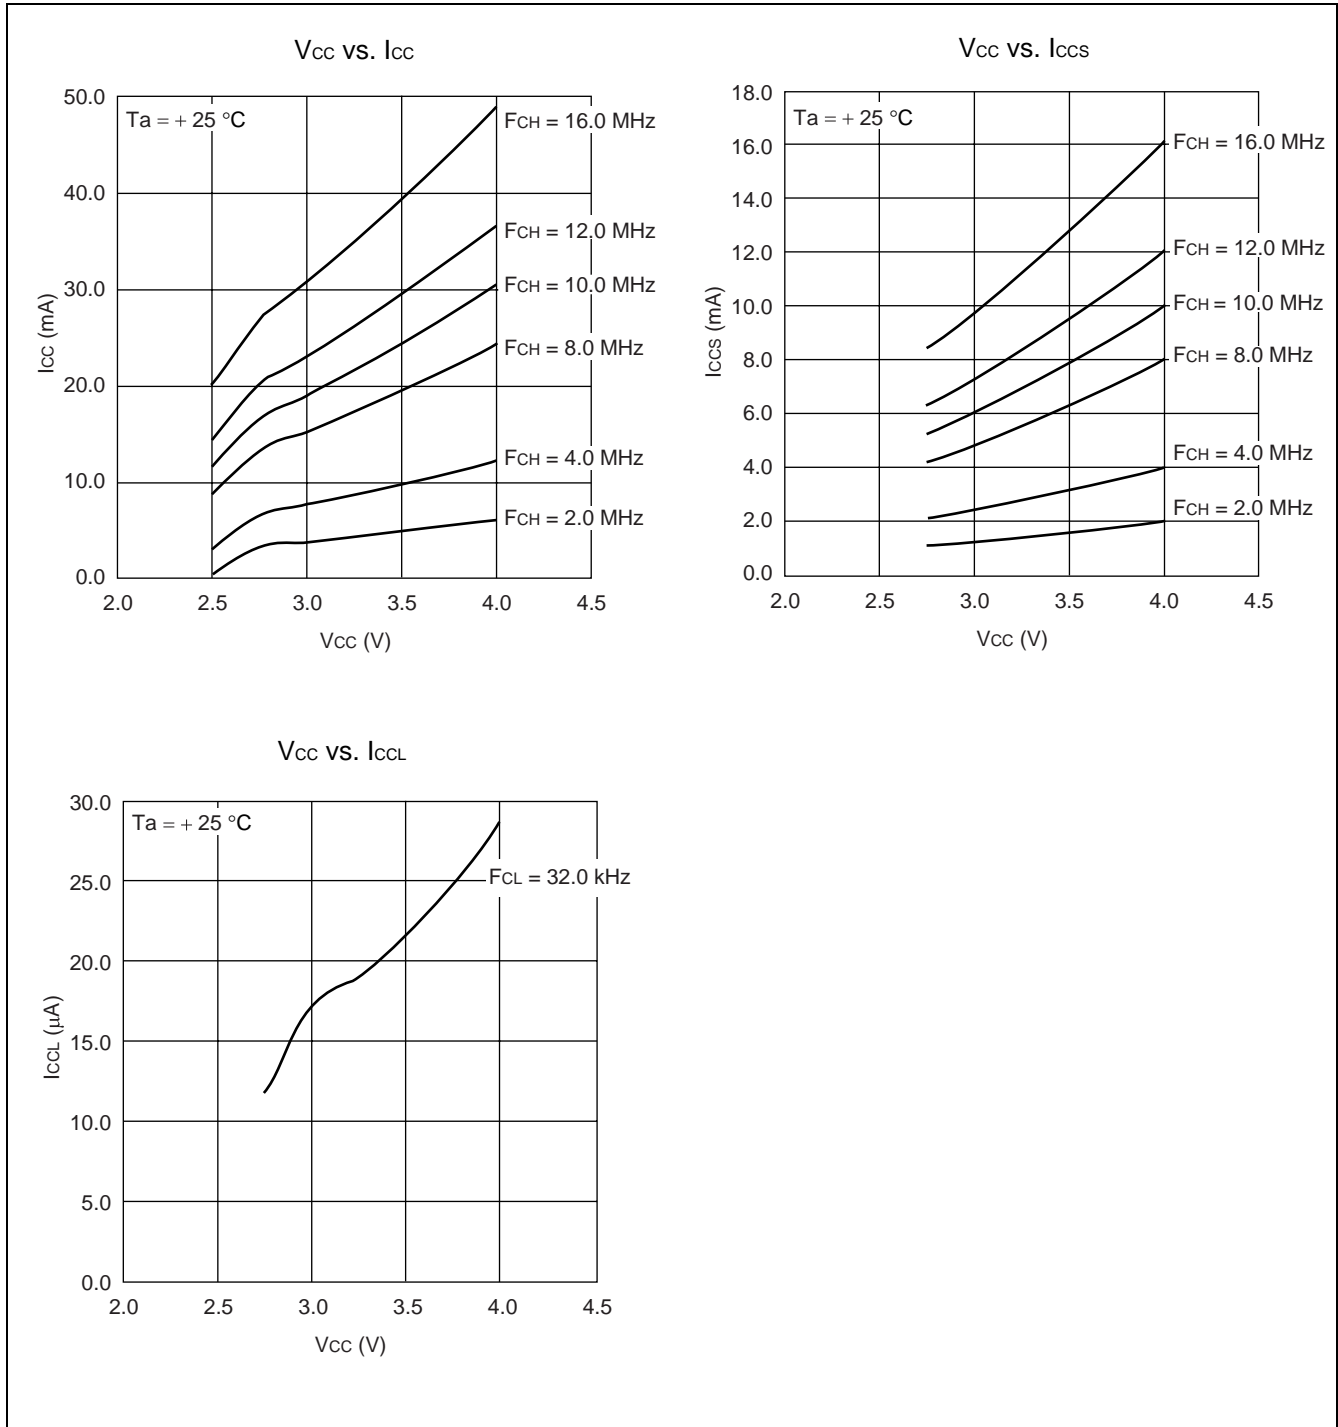 VCC vs. ICC
50.0
40.0
30.0
20.0
10.0
0.0
ICC (mA)
Ta = + 25 °C
FCH = 16.0 MHz
FCH = 12.0 MHz
FCH = 10.0 MHz
FCH = 8.0 MHz
FCH = 4.0 MHz
FCH = 2.0 MHz
2.0 2.5 3.0 3.5 4.0 4.5
VCC (V)
VCC vs. ICCS
18.0
16.0
14.0
12.0
10.0
8.0
6.0
4.0
2.0
0.0
ICCS (mA)
Ta = + 25 °C
FCH = 16.0 MHz
FCH = 12.0 MHz
FCH = 10.0 MHz
FCH = 8.0 MHz
FCH = 4.0 MHz
FCH = 2.0 MHz
2.0 2.5 3.0 3.5 4.0 4.5
VCC (V)
VCC vs. ICCL
30.0
25.0
20.0
15.0
10.0
5.0
0.0
ICCL (μA)
Ta = + 25 °C
FCL = 32.0 kHz
2.0 2.5 3.0 3.5 4.0 4.5
VCC (V)